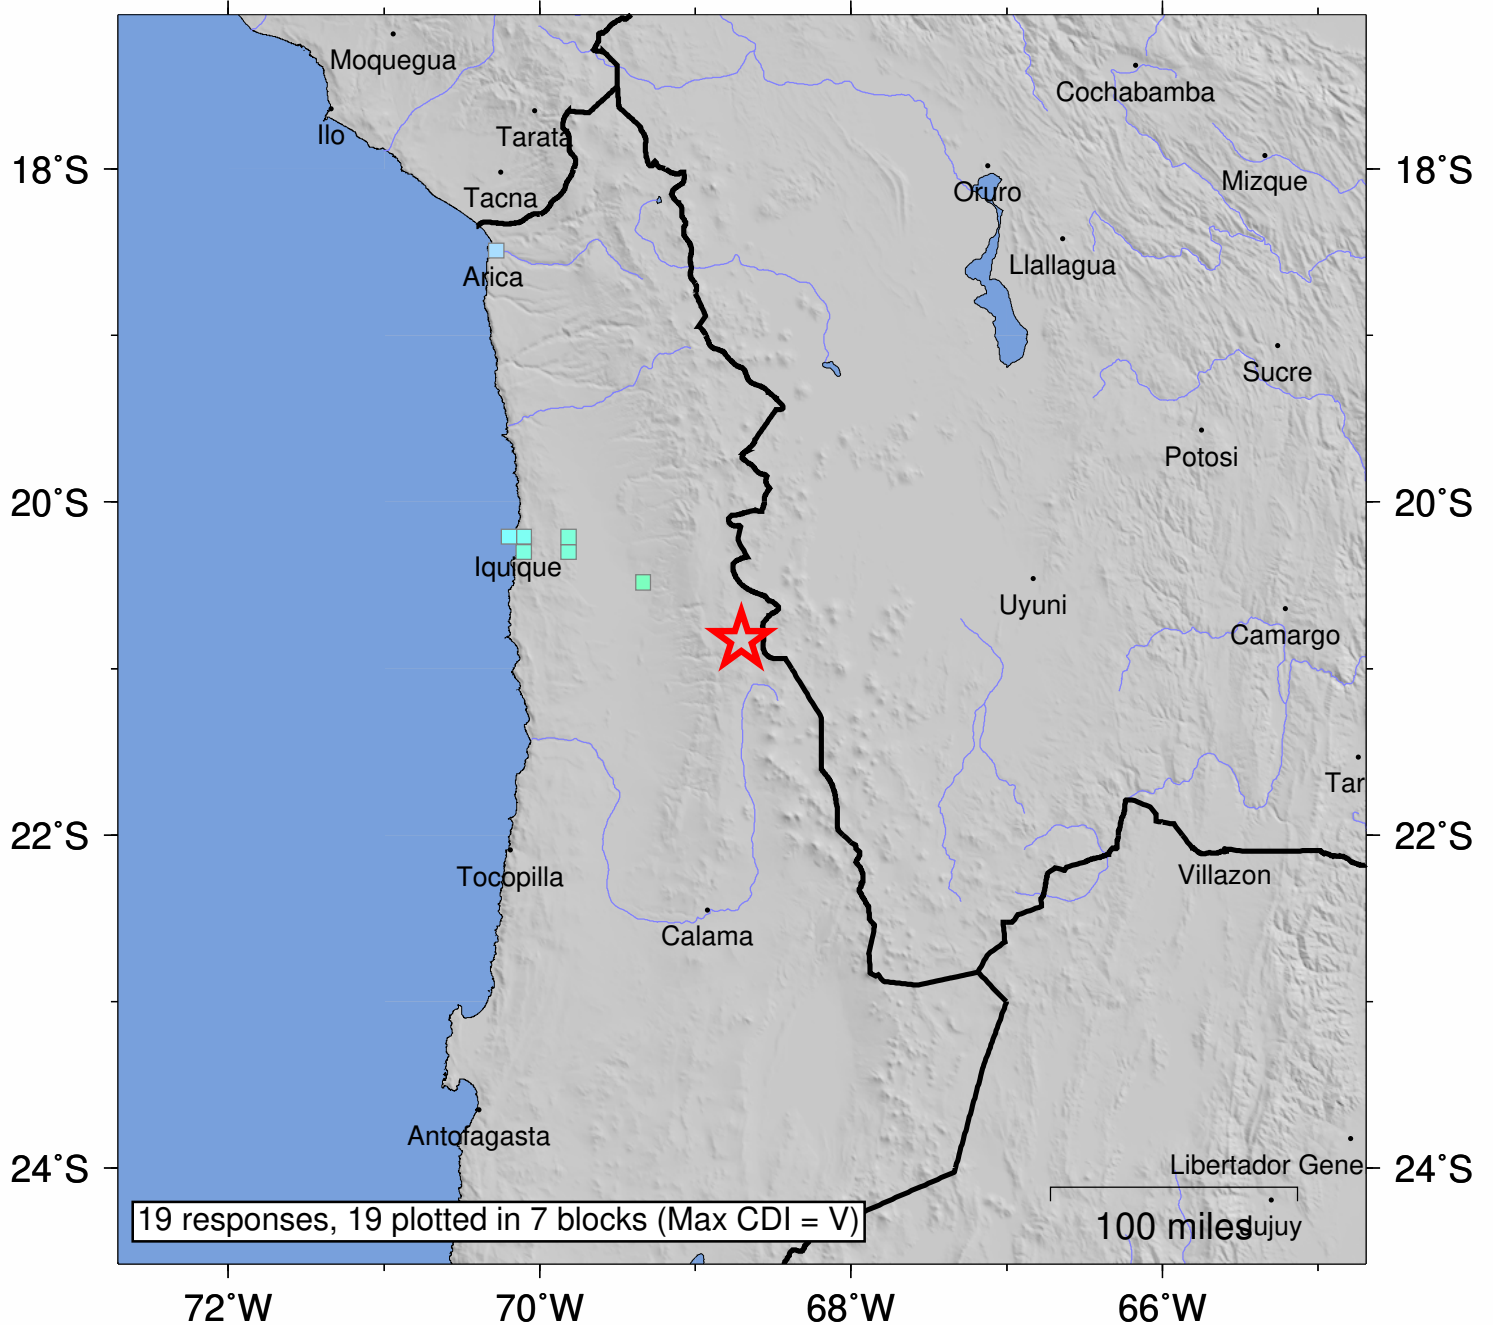 Moquegua
Cochabamba
Ilo
Tarata
18°S
18°S
Mizque
Oruro
Tacna
Llallagua
Arica
Sucre
Potosi
20°S
20°S
Iquique
Uyuni
Camargo
Tar
22°S
22°S
Tocopilla
Villazon
Calama
Antofagasta
24°S
Libertador Gene
24°S
19 responses, 19 plotted in 7 blocks (Max CDI = V)
100 miles
Jujuy
72°W
70°W
68°W
66°W